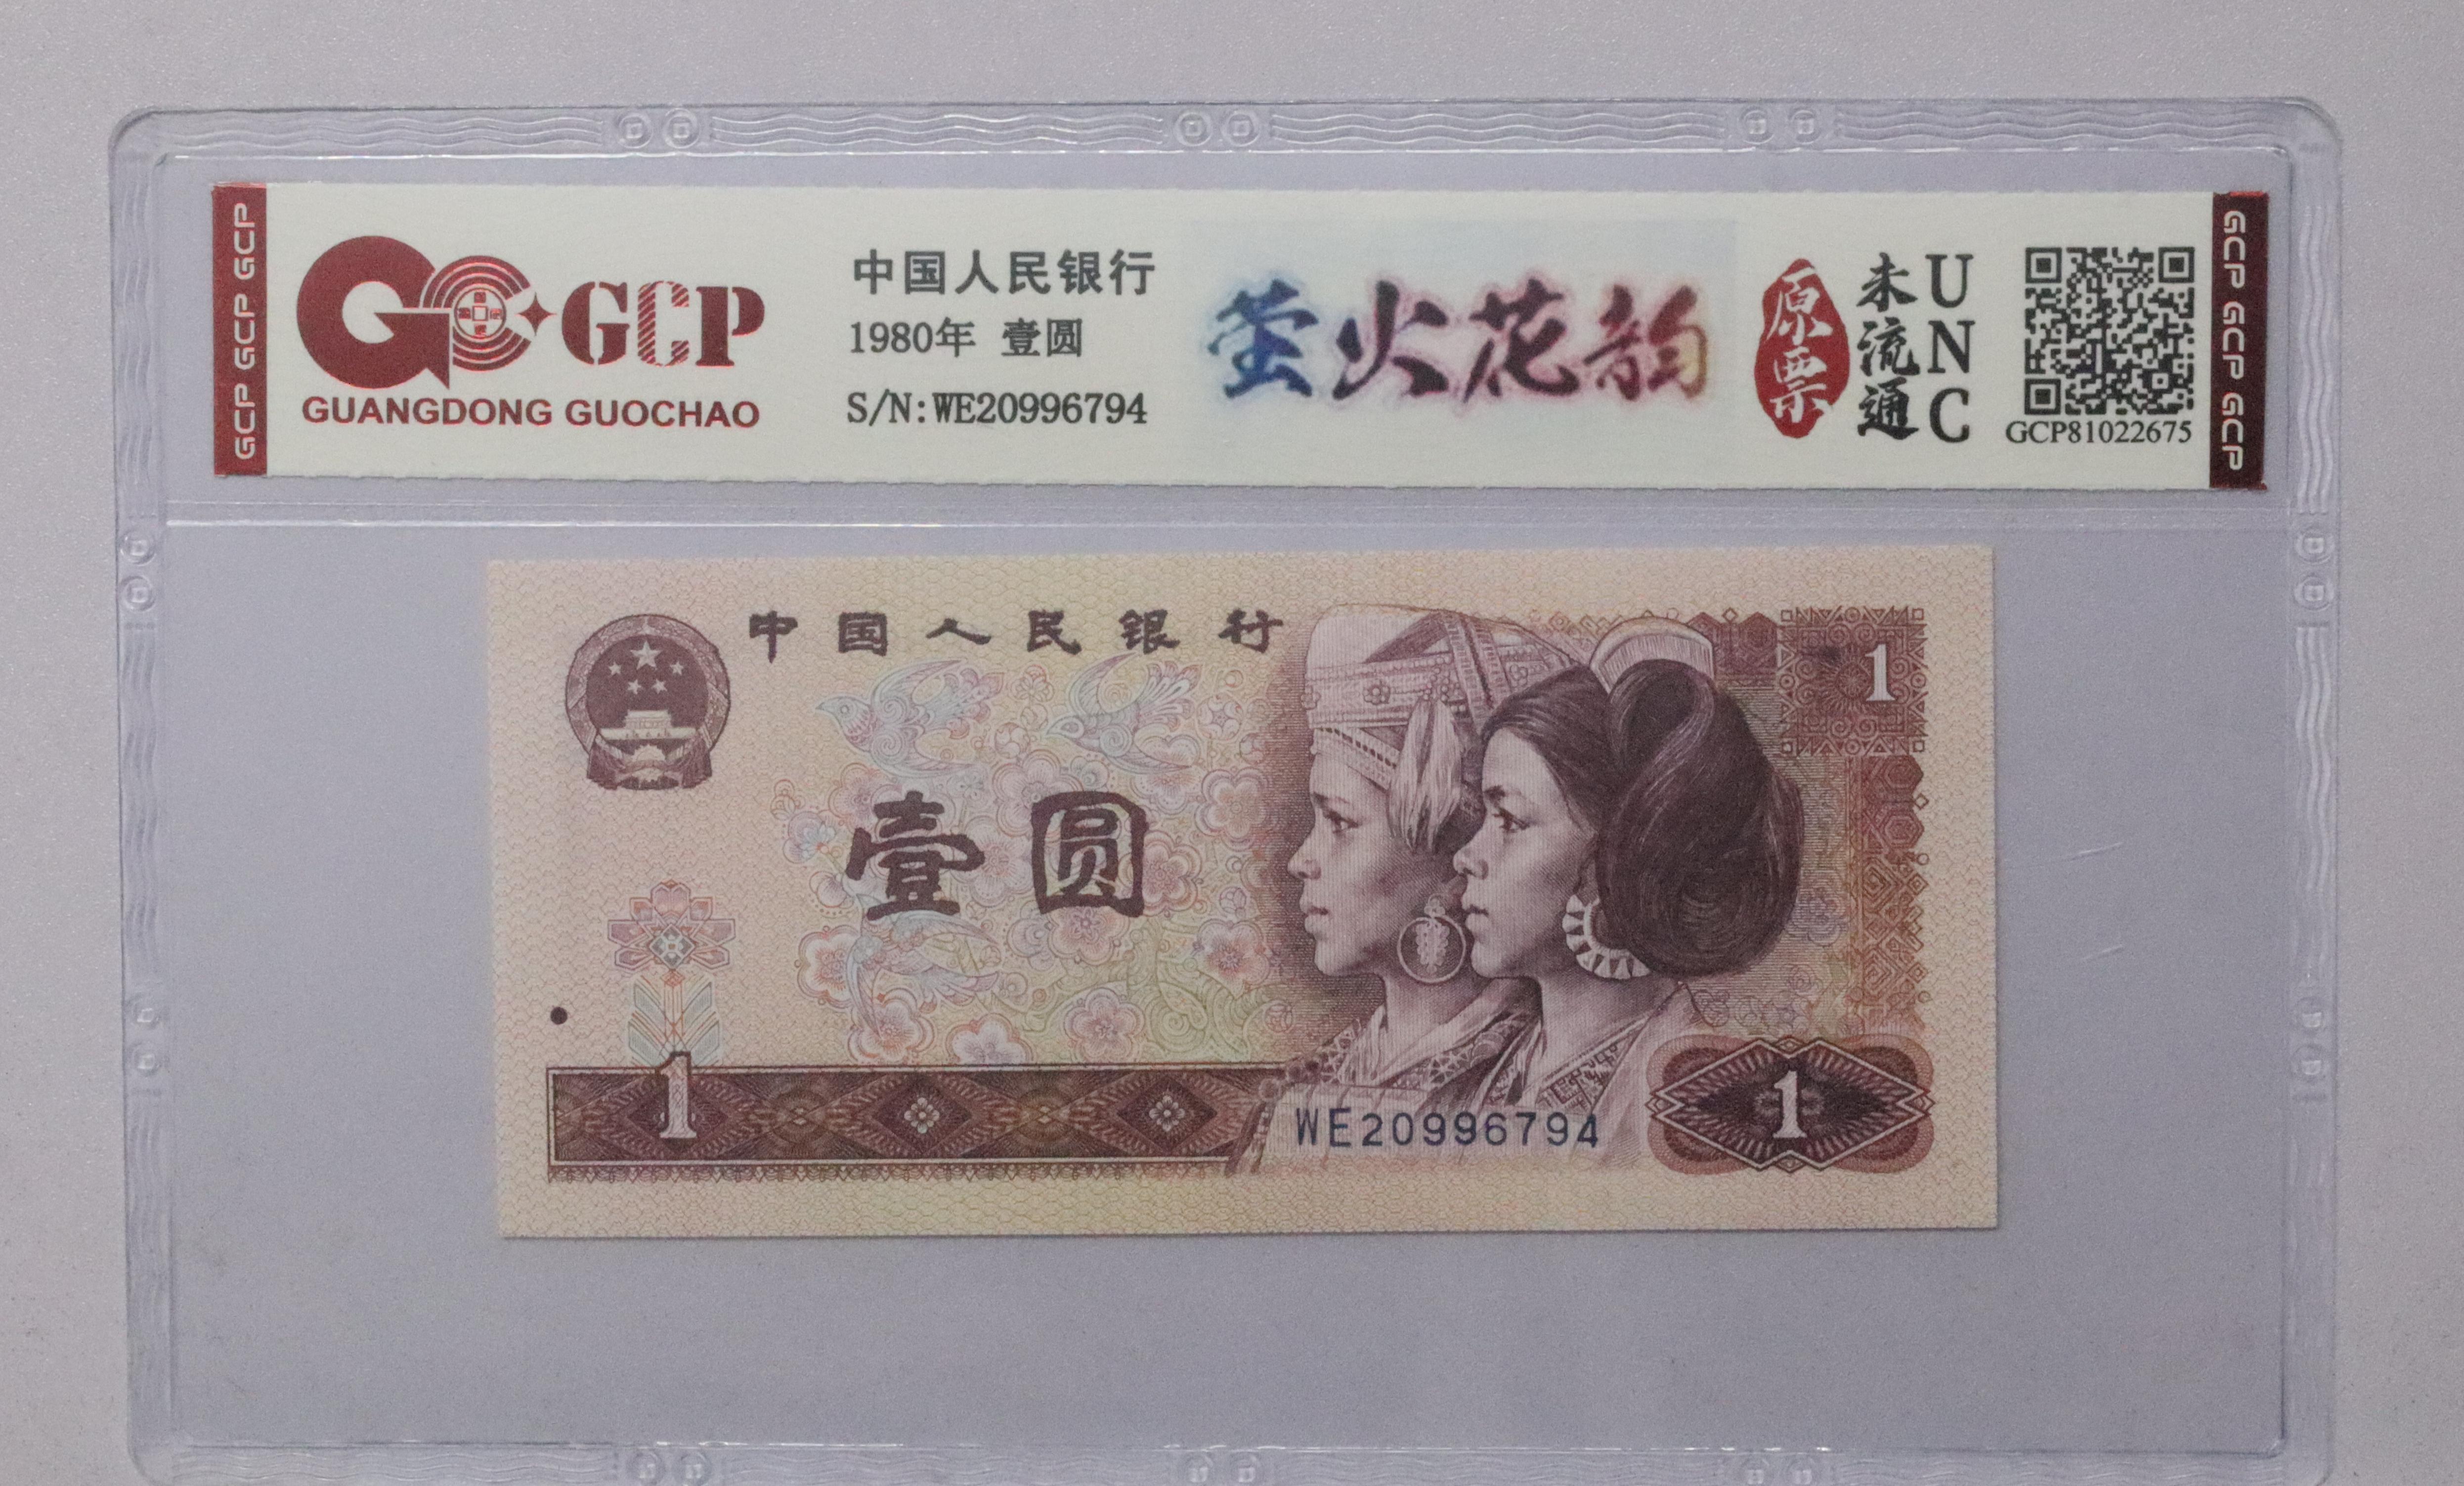 GCP GCP GCP
GCP
GUANGDONG GUOCHAO
中国人民银行
1980年 壹圆
S/N:WE20996794
萤火花韵
原票
未流通
UNC
GCP81022675
GCP GCP GCP
中国人民银行
1
壹圆
1
WE20996794
1